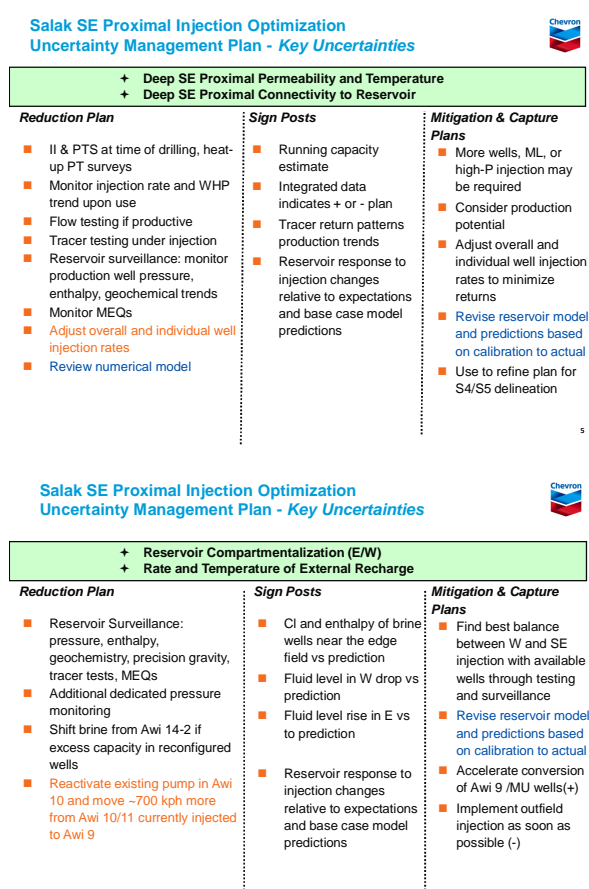 Salak SE Proximal Injection Optimization
Uncertainty Management Plan - Key Uncertainties
Chevron
Deep SE Proximal Permeability and Temperature
Deep SE Proximal Connectivity to Reservoir
Reduction Plan
II & PTS at time of drilling, heat-
up PT surveys
Monitor injection rate and WHP
trend upon use
Flow testing if productive
Tracer testing under injection
Reservoir surveillance: monitor
production well pressure,
enthalpy, geochemical trends
Monitor MEQs
Adjust overall and individual well
injection rates
Review numerical model
Sign Posts
Running capacity
estimate
Integrated data
indicates + or - plan
Tracer return patterns
production trends
Reservoir response to
injection changes
relative to expectations
and base case model
predictions
Mitigation & Capture
Plans
More wells, ML, or
high-P injection may
be required
Consider production
potential
Adjust overall and
individual well injection
rates to minimize
returns
Revise reservoir model
and predictions based
on calibration to actual
Use to refine plan for
S4/S5 delineation
5
Salak SE Proximal Injection Optimization
Uncertainty Management Plan - Key Uncertainties
Chevron
Reservoir Compartmentalization (E/W)
Rate and Temperature of External Recharge
Reduction Plan
Reservoir Surveillance:
pressure, enthalpy,
geochemistry, precision gravity,
tracer tests, MEQs
Additional dedicated pressure
monitoring
Shift brine from Awi 14-2 if
excess capacity in reconfigured
wells
Reactivate existing pump in Awi
10 and move ~700 kph more
from Awi 10/11 currently injected
to Awi 9
Sign Posts
Cl and enthalpy of brine
wells near the edge
field vs prediction
Fluid level in W drop vs
prediction
Fluid level rise in E vs
to prediction
Reservoir response to
injection changes
relative to expectations
and base case model
predictions
Mitigation & Capture
Plans
Find best balance
between W and SE
injection with available
wells through testing
and surveillance
Revise reservoir model
and predictions based
on calibration to actual
Accelerate conversion
of Awi 9 /MU wells(+)
Implement outfield
injection as soon as
possible (-)